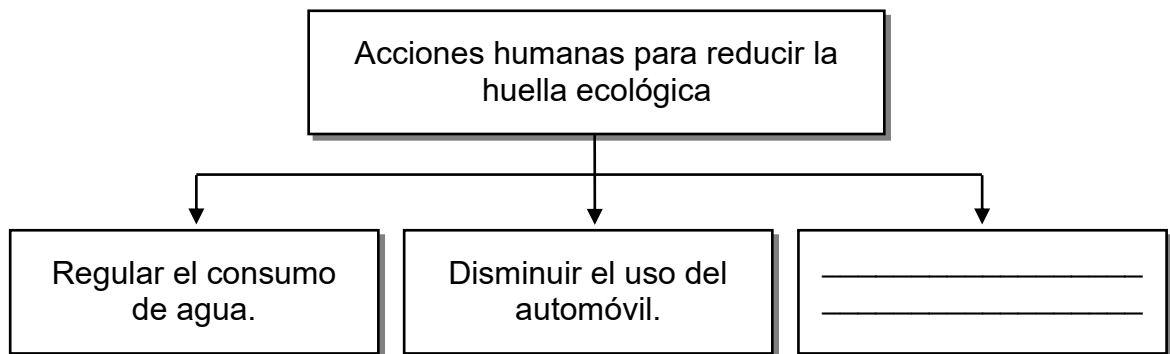 Acciones humanas para reducir la
huella ecológica
Regular el consumo
de agua.
Disminuir el uso del
automóvil.